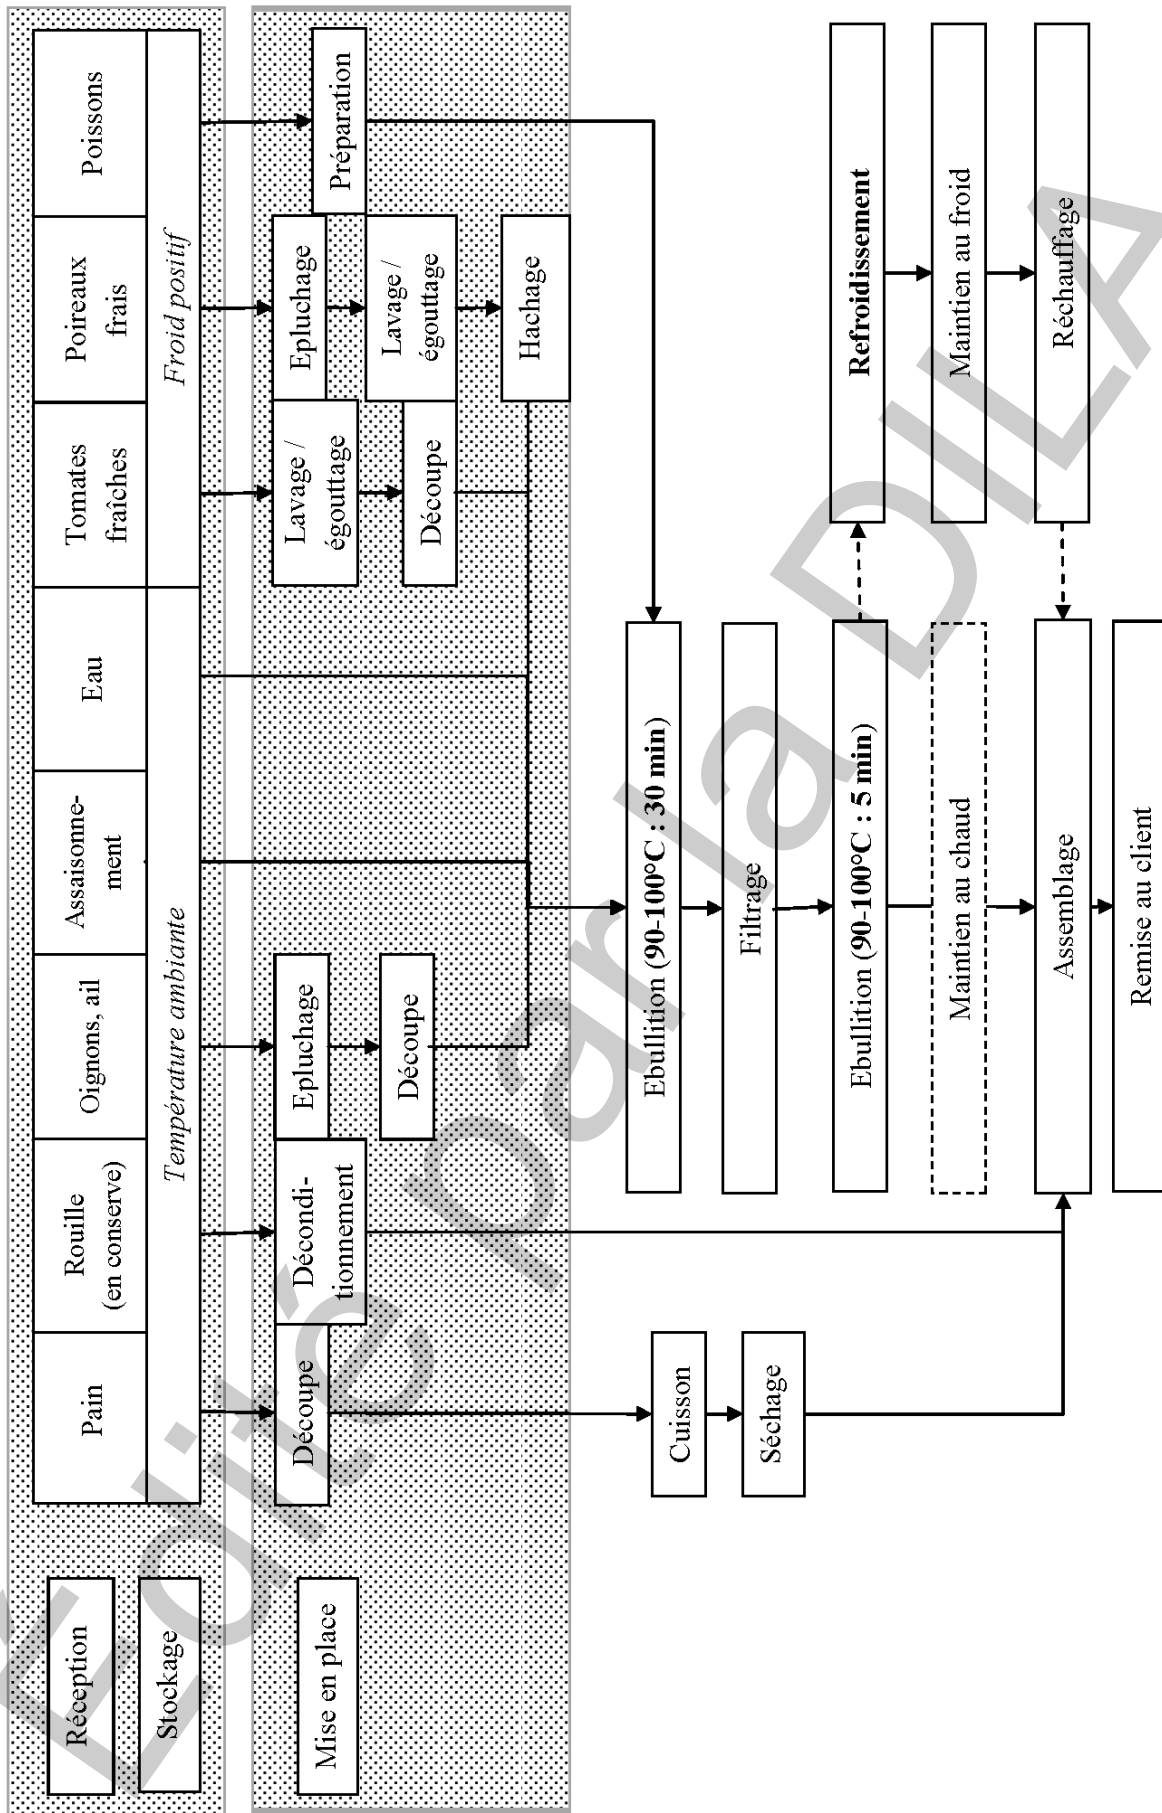 Réception
Pain
Rouille
(en conserve)
Oignons, ail
Assaisonne-
ment
Eau
Tomates
fraîches
Poireaux
frais
Poissons
Stockage
Température ambiante
Froid positif
Mise en place
Découpe
Décondi-
tionnement
Epluchage
Découpe
Lavage /
égouttage
Découpe
Epluchage
Lavage /
égouttage
Hachage
Préparation
Cuisson
Séchage
Ebullition (90-100°C : 30 min)
Filtrage
Ebullition (90-100°C : 5 min)
Maintien au chaud
Refroidissement
Maintien au froid
Réchauffage
Assemblage
Remise au client
Édité par la DILA